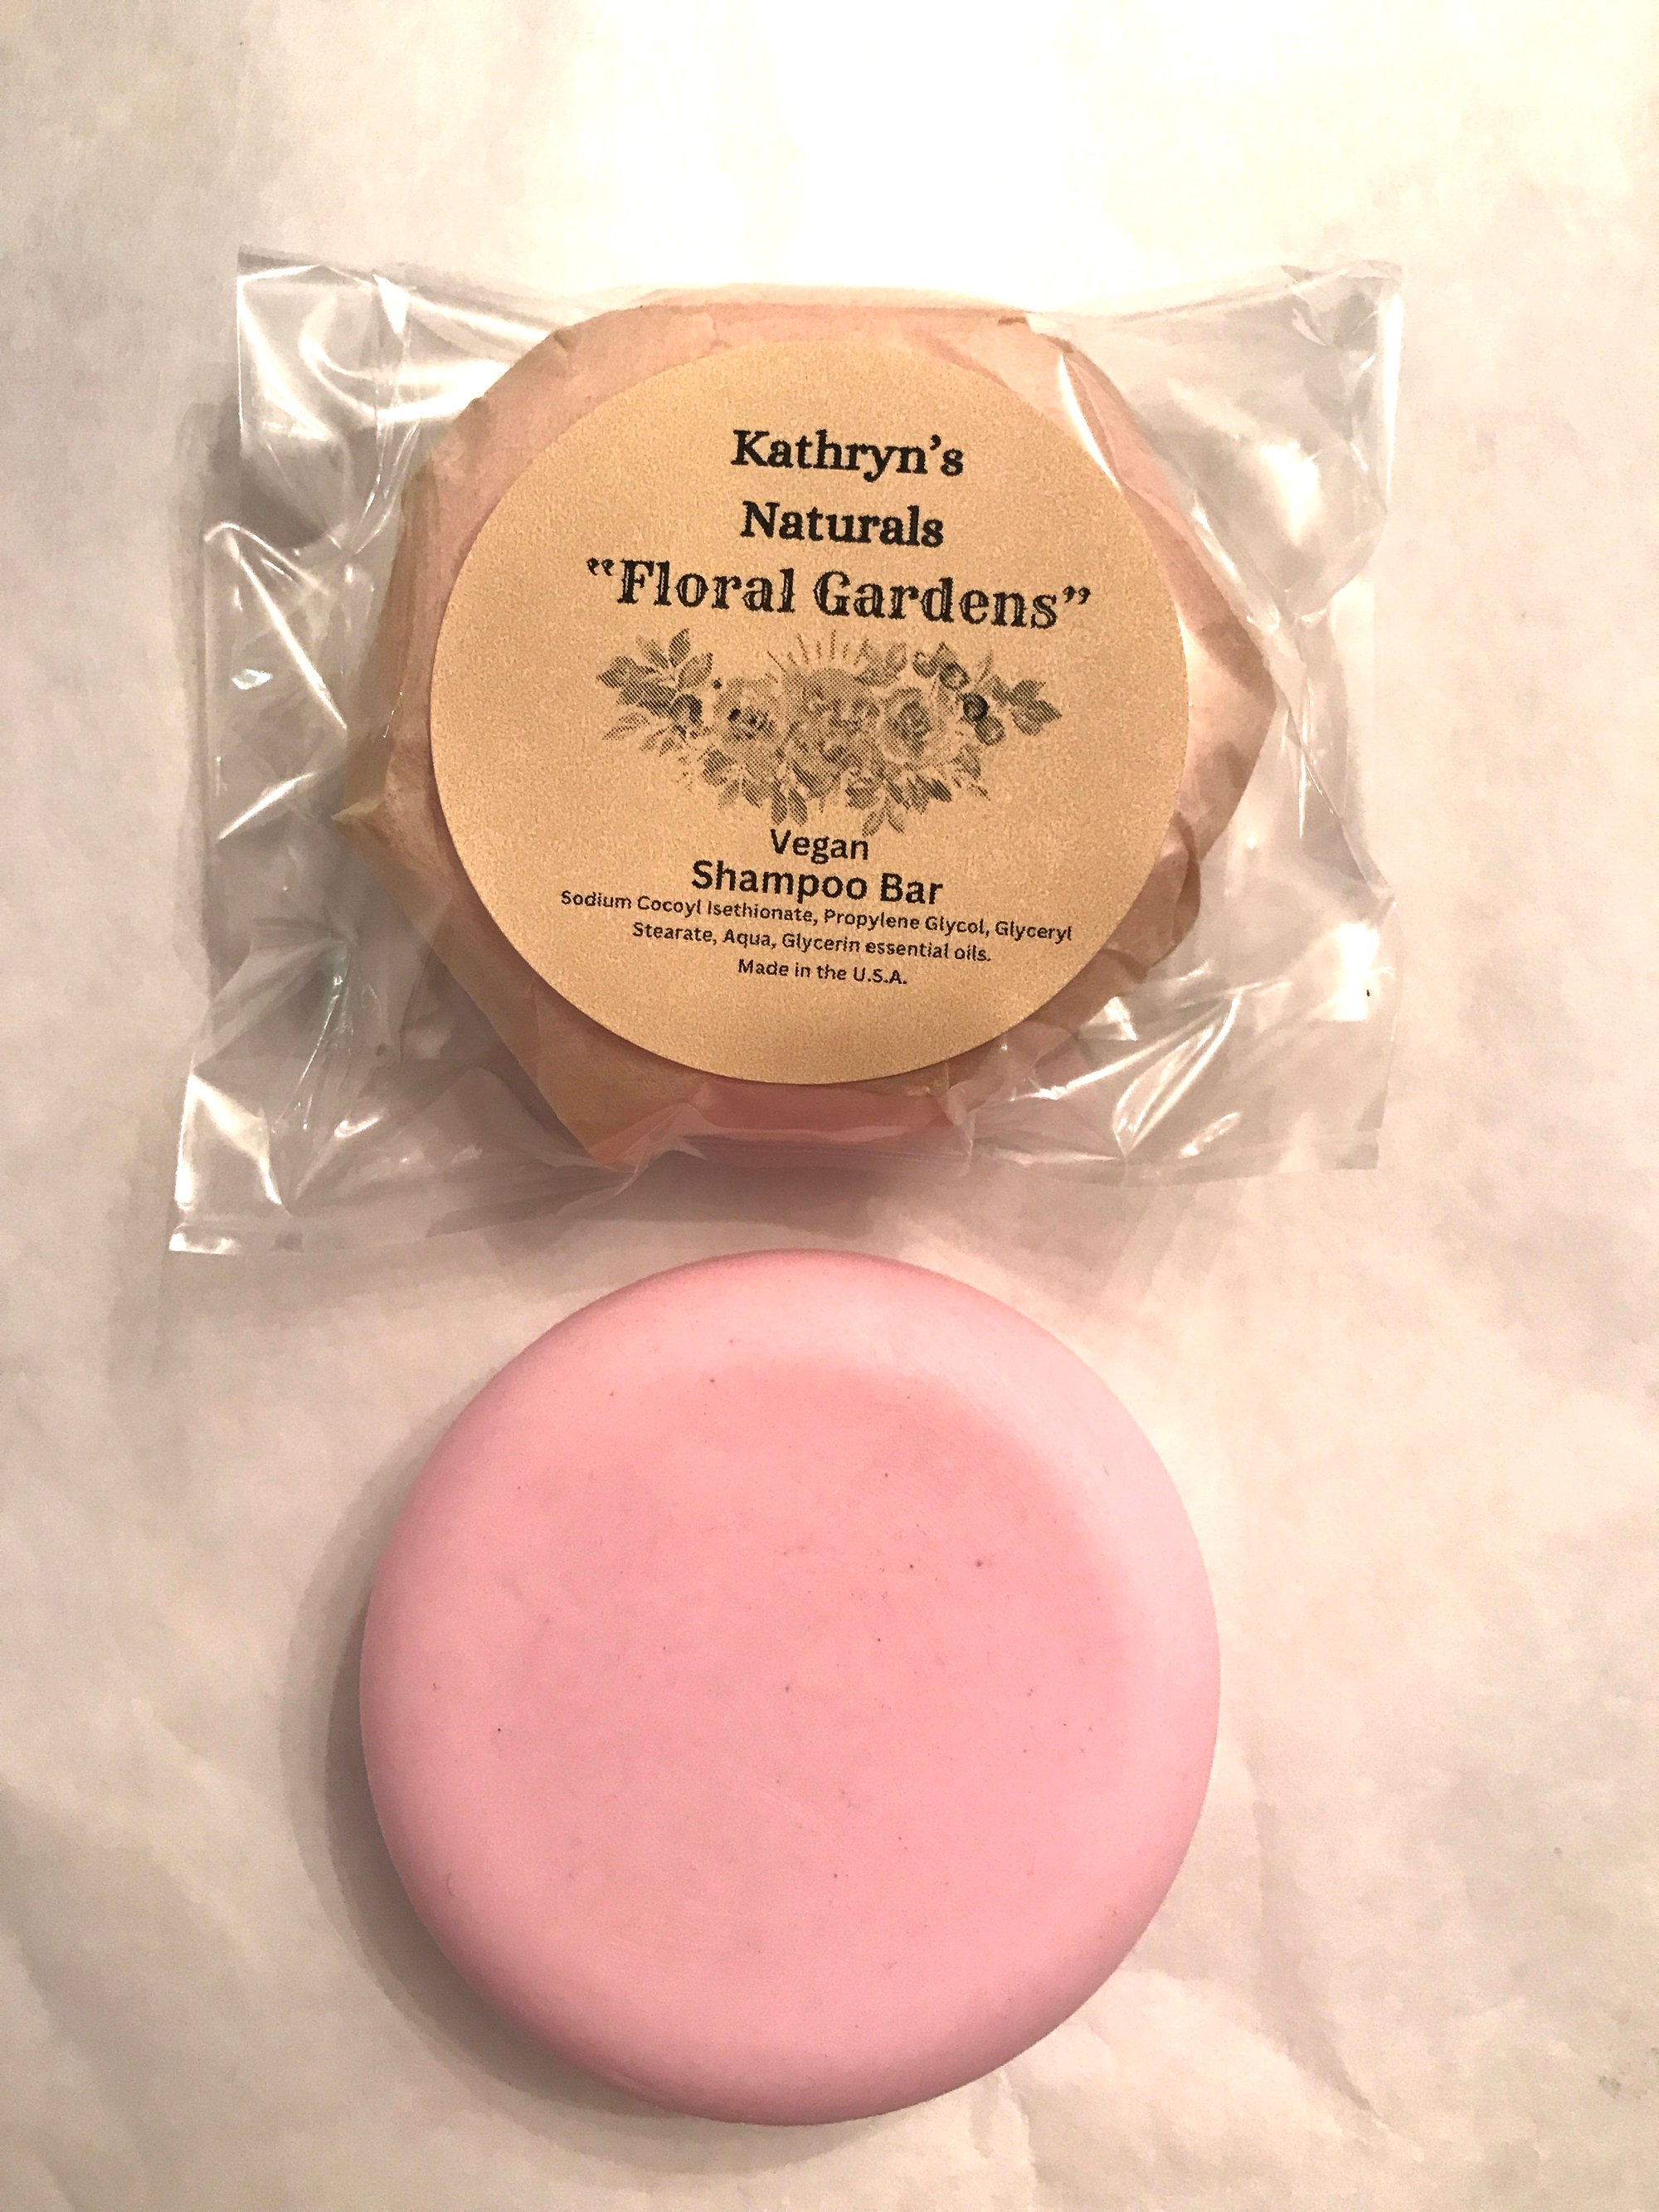 Kathryn's
Naturals
"Floral Gardens"
Vegan
Shampoo Bar
Sodium Cocoyl Isethionate, Propylene Glycol, Glyceryl
Stearate, Aqua, Glycerin essential oils.
Made in the U.S.A.